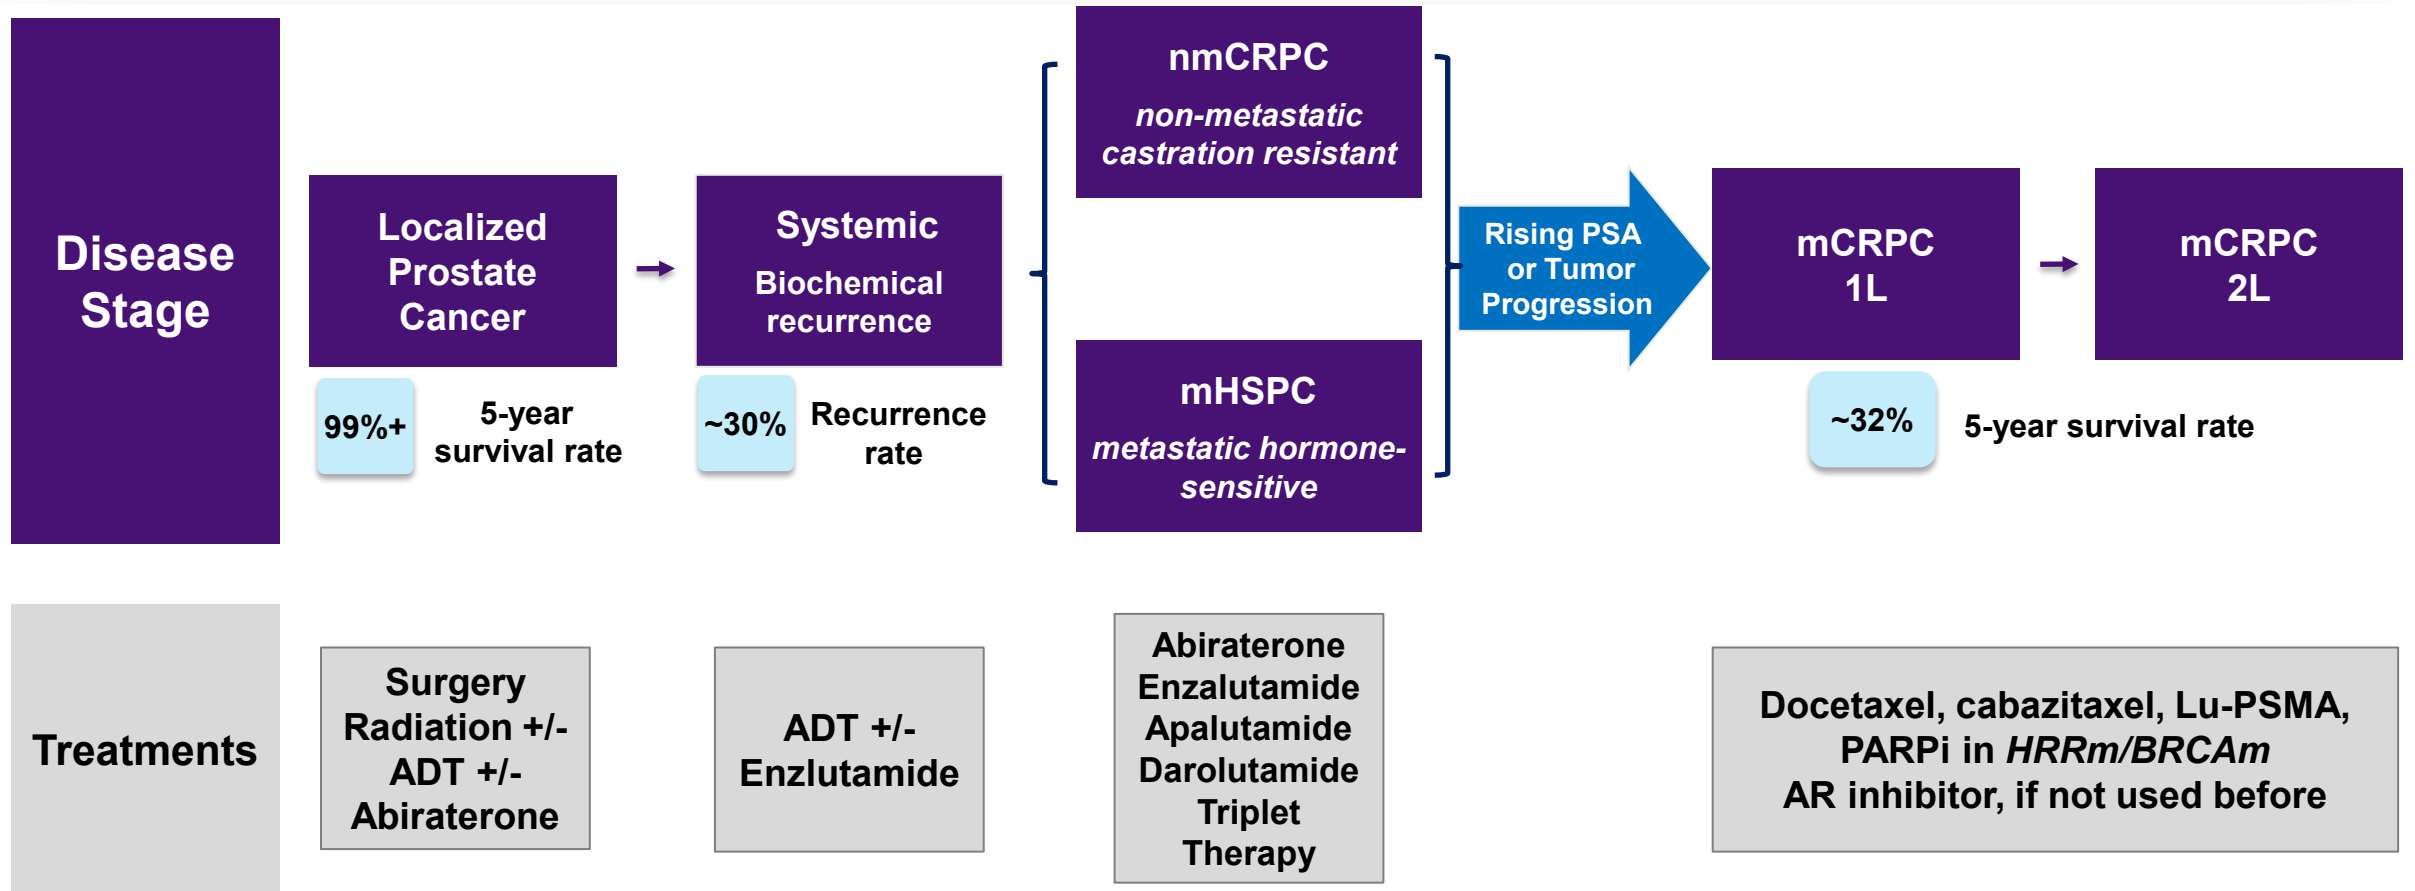 Disease
Stage
Localized
Prostate
Cancer
99%+
5-year
survival rate
Systemic
Biochemical
recurrence
~30%
Recurrence
rate
nmCRPC
non-metastatic
castration resistant
mHSPC
metastatic hormone-
sensitive
Rising PSA
or Tumor
Progression
mCRPC
1L
mCRPC
2L
~32%
5-year survival rate
Treatments
Surgery
Radiation +/-
ADT +/-
Abiraterone
ADT +/-
Enzlutamide
Abiraterone
Enzalutamide
Apalutamide
Darolutamide
Triplet
Therapy
Docetaxel, cabazitaxel, Lu-PSMA,
PARPi in HRRm/BRCAm
AR inhibitor, if not used before